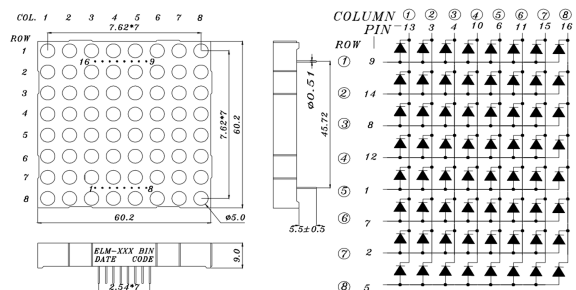 COL. 1 2 3 4 5 6 7 8
7.62*7
ROW
1
16 9
2
3
4
5
6
7
1 8
8
7.62*7
60.2
60.2
ø5.0
ELM-XXX BIN
DATE CODE
2.54*7
9.0
ø0.51
45.72
5.5±0.5
COLUMN ① ② ③ ④ ⑤ ⑥ ⑦ ⑧
PIN 13 3 4 10 6 11 15 16
ROW
① 9
② 14
③ 8
④ 12
⑤ 1
⑥ 7
⑦ 2
⑧ 5